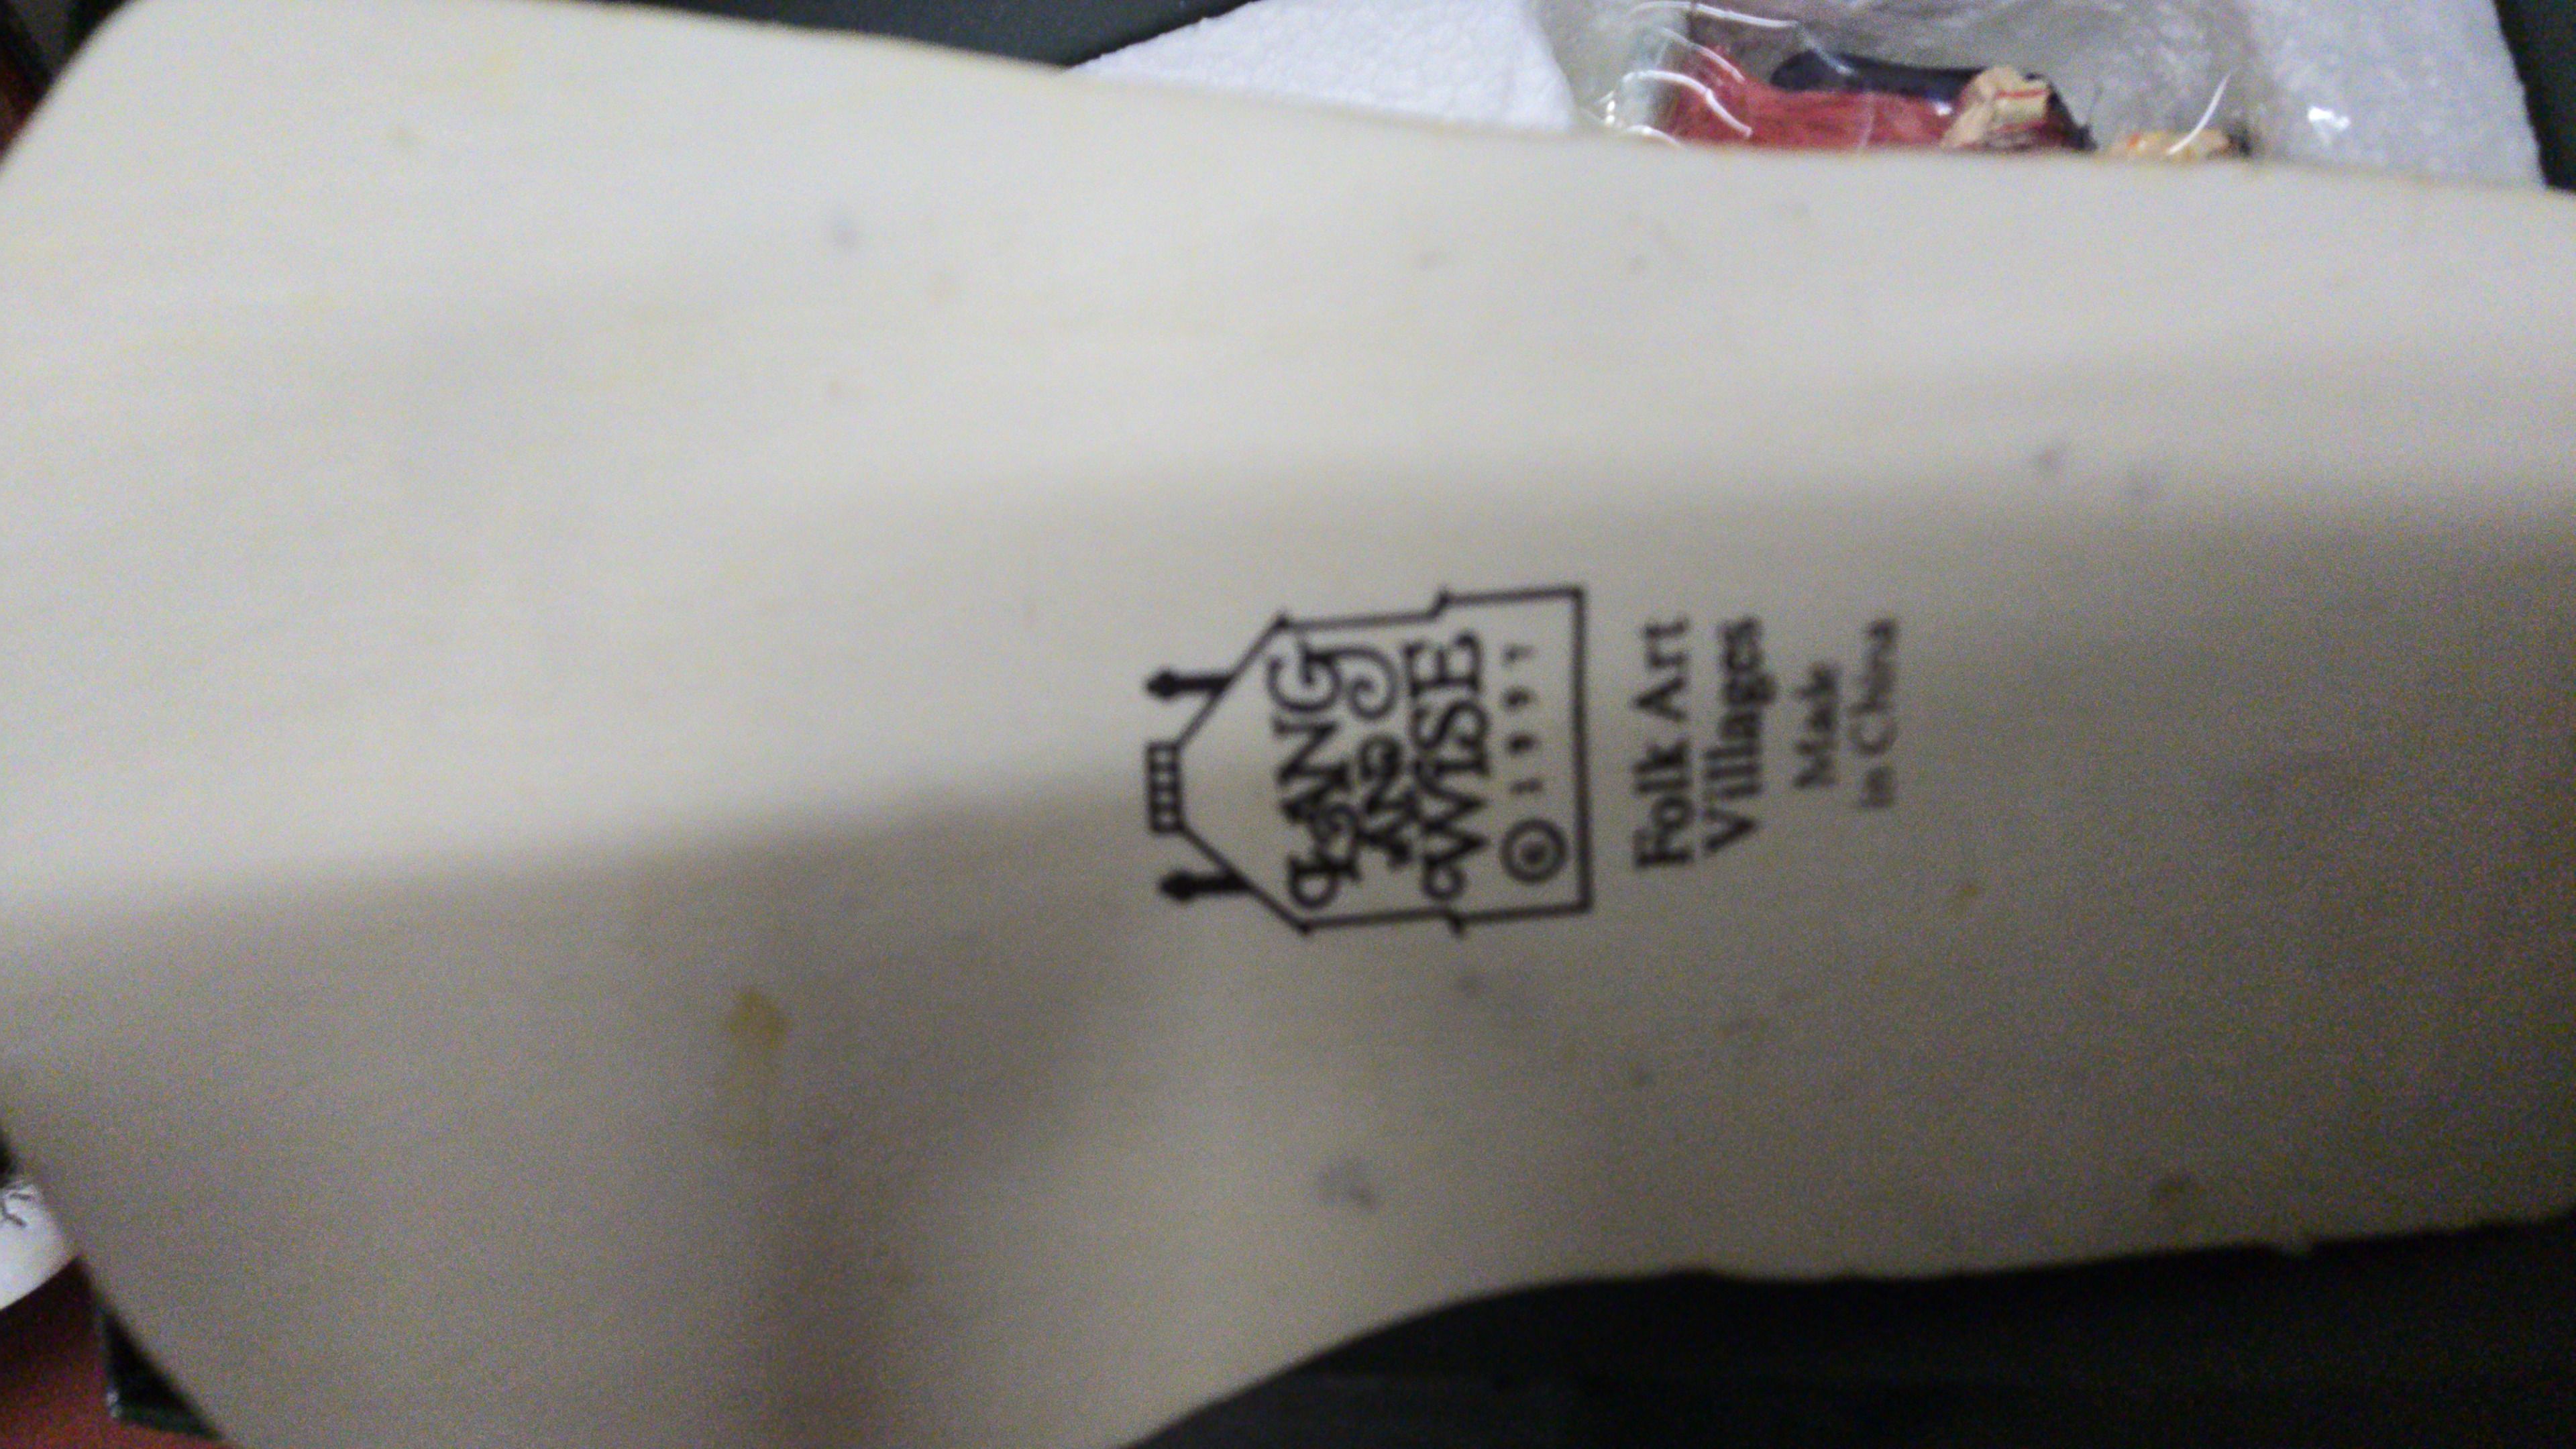 LANG
AND
WISE
© 1997
Folk Art
Villages
Made
in China